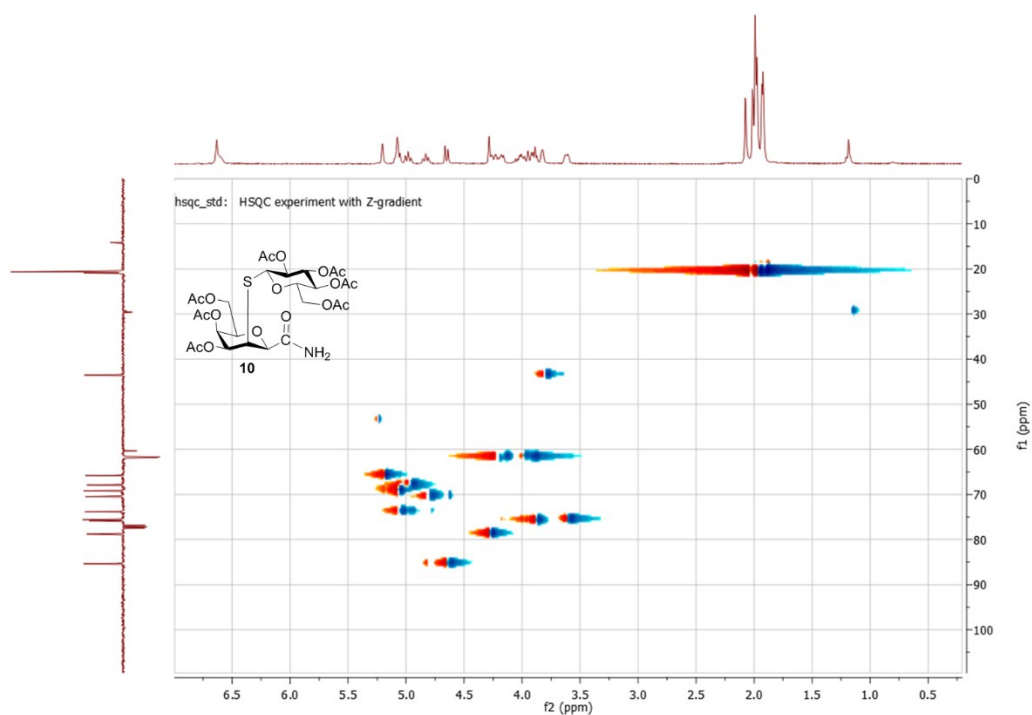 hsqc_std: HSQC experiment with Z-gradient
AcO
OAc
OAc
S
O
OAc
AcO
O
AcO
O
AcO
NH2
10
0
10
20
30
40
50
60
70
80
90
100
f1 (ppm)
6.5 6.0 5.5 5.0 4.5 4.0 3.5 3.0 2.5 2.0 1.5 1.0 0.5
f2 (ppm)